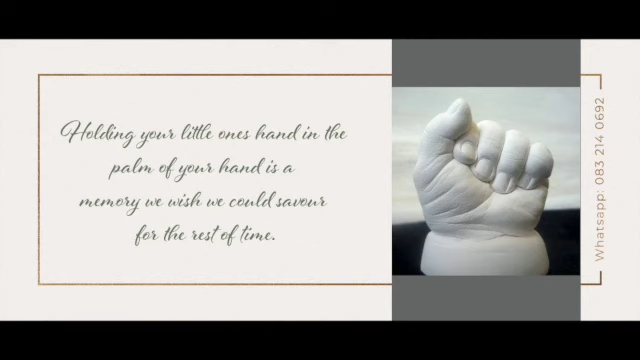 Holding your little ones hand in the
palm of your hand is a
memory we wish we could savour
for the rest of time.
Whatsapp: 083 214 0692